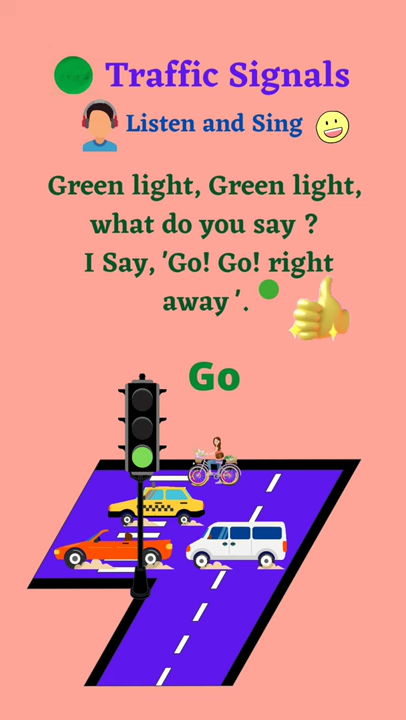 Traffic Signals
Listen and Sing
Green light, Green light,
what do you say ?
I Say, 'Go! Go! right
away '.
Go